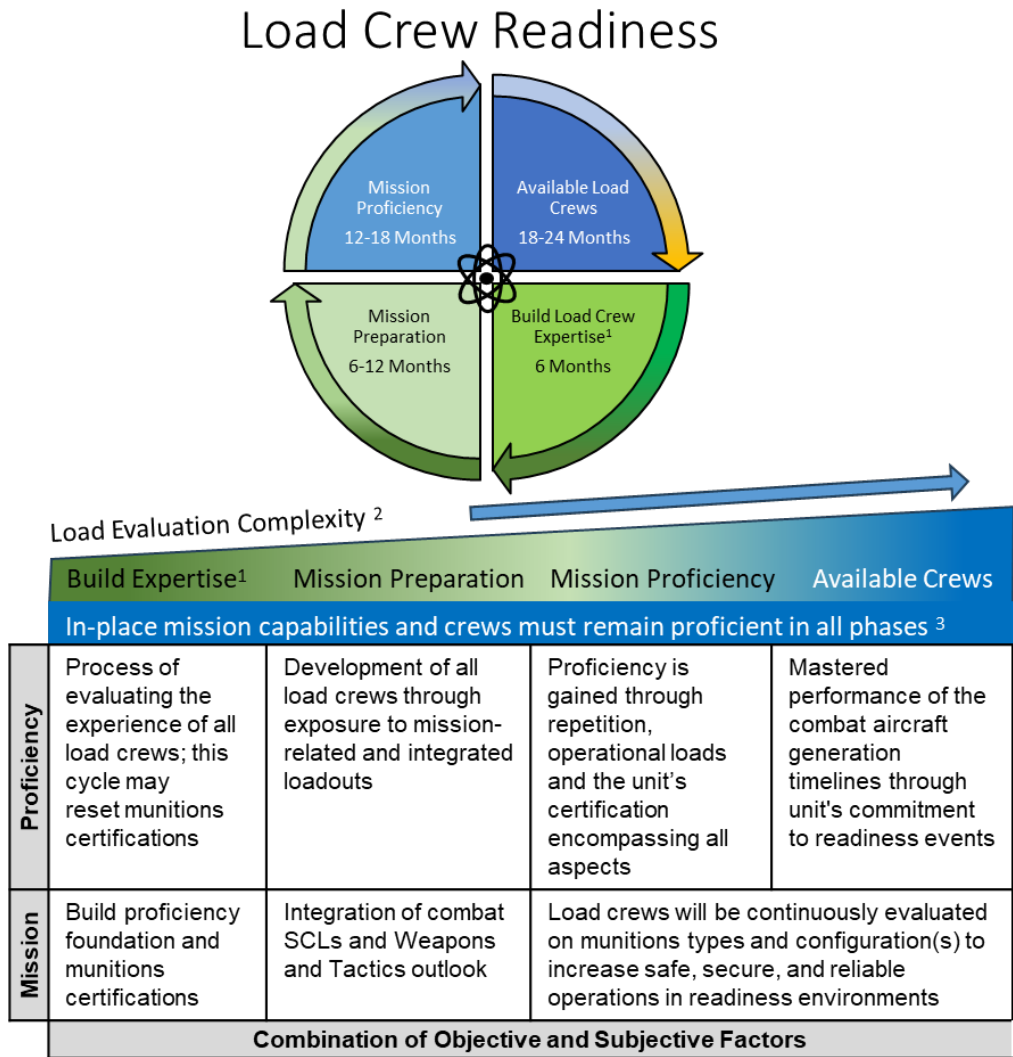 Load Crew Readiness
Mission
Proficiency
12-18 Months
Available Load
Crews
18-24 Months
Mission
Preparation
6-12 Months
Build Load Crew
Expertise¹
6 Months
Load Evaluation Complexity ²
Build Expertise¹
Mission Preparation
Mission Proficiency
Available Crews
In-place mission capabilities and crews must remain proficient in all phases ³
Proficiency
Process of
evaluating the
experience of all
load crews; this
cycle may
reset munitions
certifications
Development of all
load crews through
exposure to mission-
related and integrated
loadouts
Proficiency is
gained through
repetition,
operational loads
and the unit’s
certification
encompassing all
aspects
Mastered
performance of the
combat aircraft
generation
timelines through
unit's commitment
to readiness events
Mission
Build proficiency
foundation and
munitions
certifications
Integration of combat
SCLs and Weapons
and Tactics outlook
Load crews will be continuously evaluated
on munitions types and configuration(s) to
increase safe, secure, and reliable
operations in readiness environments
Combination of Objective and Subjective Factors